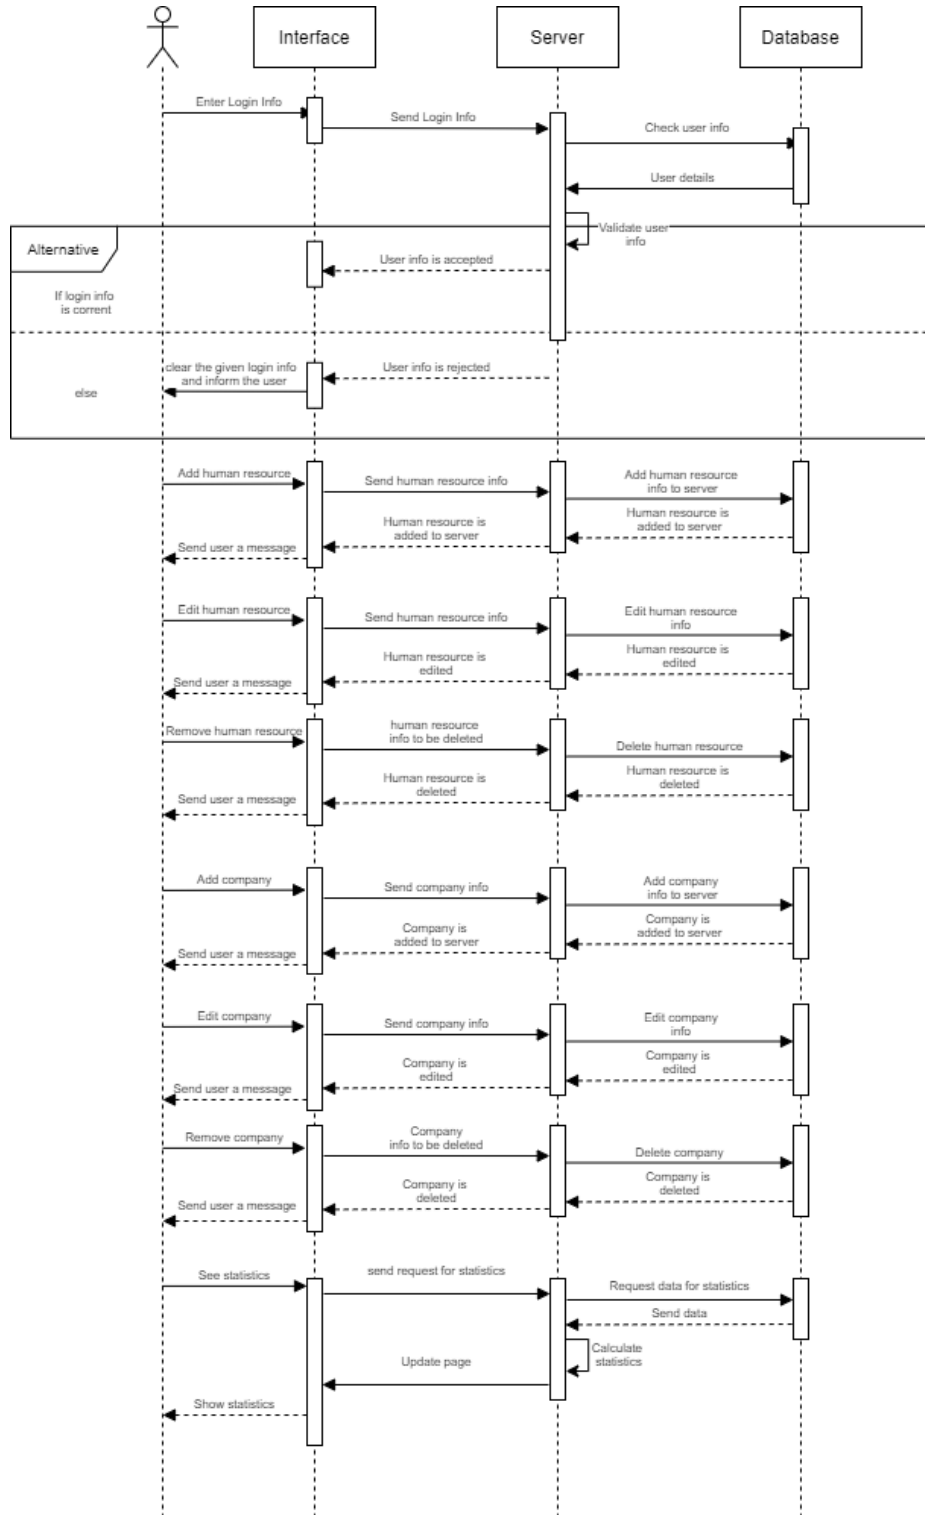 Interface
Server
Database
Enter Login Info
Send Login Info
Check user info
User details
Validate user
info
Alternative
User info is accepted
If login info
is corrent
User info is rejected
clear the given login info
and inform the user
else
Add human resource
Send human resource info
Add human resource
info to server
Human resource is
added to server
Human resource is
added to server
Send user a message
Edit human resource
Send human resource info
Edit human resource
info
Human resource is
edited
Human resource is
edited
Send user a message
Remove human resource
human resource
info to be deleted
Delete human resource
Human resource is
deleted
Human resource is
deleted
Send user a message
Add company
Send company info
Add company
info to server
Company is
added to server
Company is
added to server
Send user a message
Edit company
Send company info
Edit company
info
Company is
edited
Company is
edited
Send user a message
Remove company
Company
info to be deleted
Delete company
Company is
deleted
Company is
deleted
Send user a message
See statistics
send request for statistics
Request data for statistics
Send data
Calculate
statistics
Update page
Show statistics